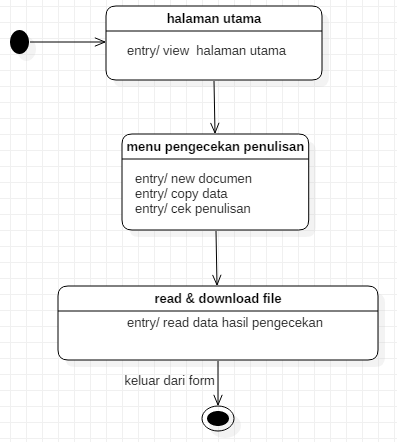 halaman utama
entry/ view  halaman utama
menu pengecekan penulisan
entry/ new documen
entry/ copy data
entry/ cek penulisan
read & download file
entry/ read data hasil pengecekan
keluar dari form